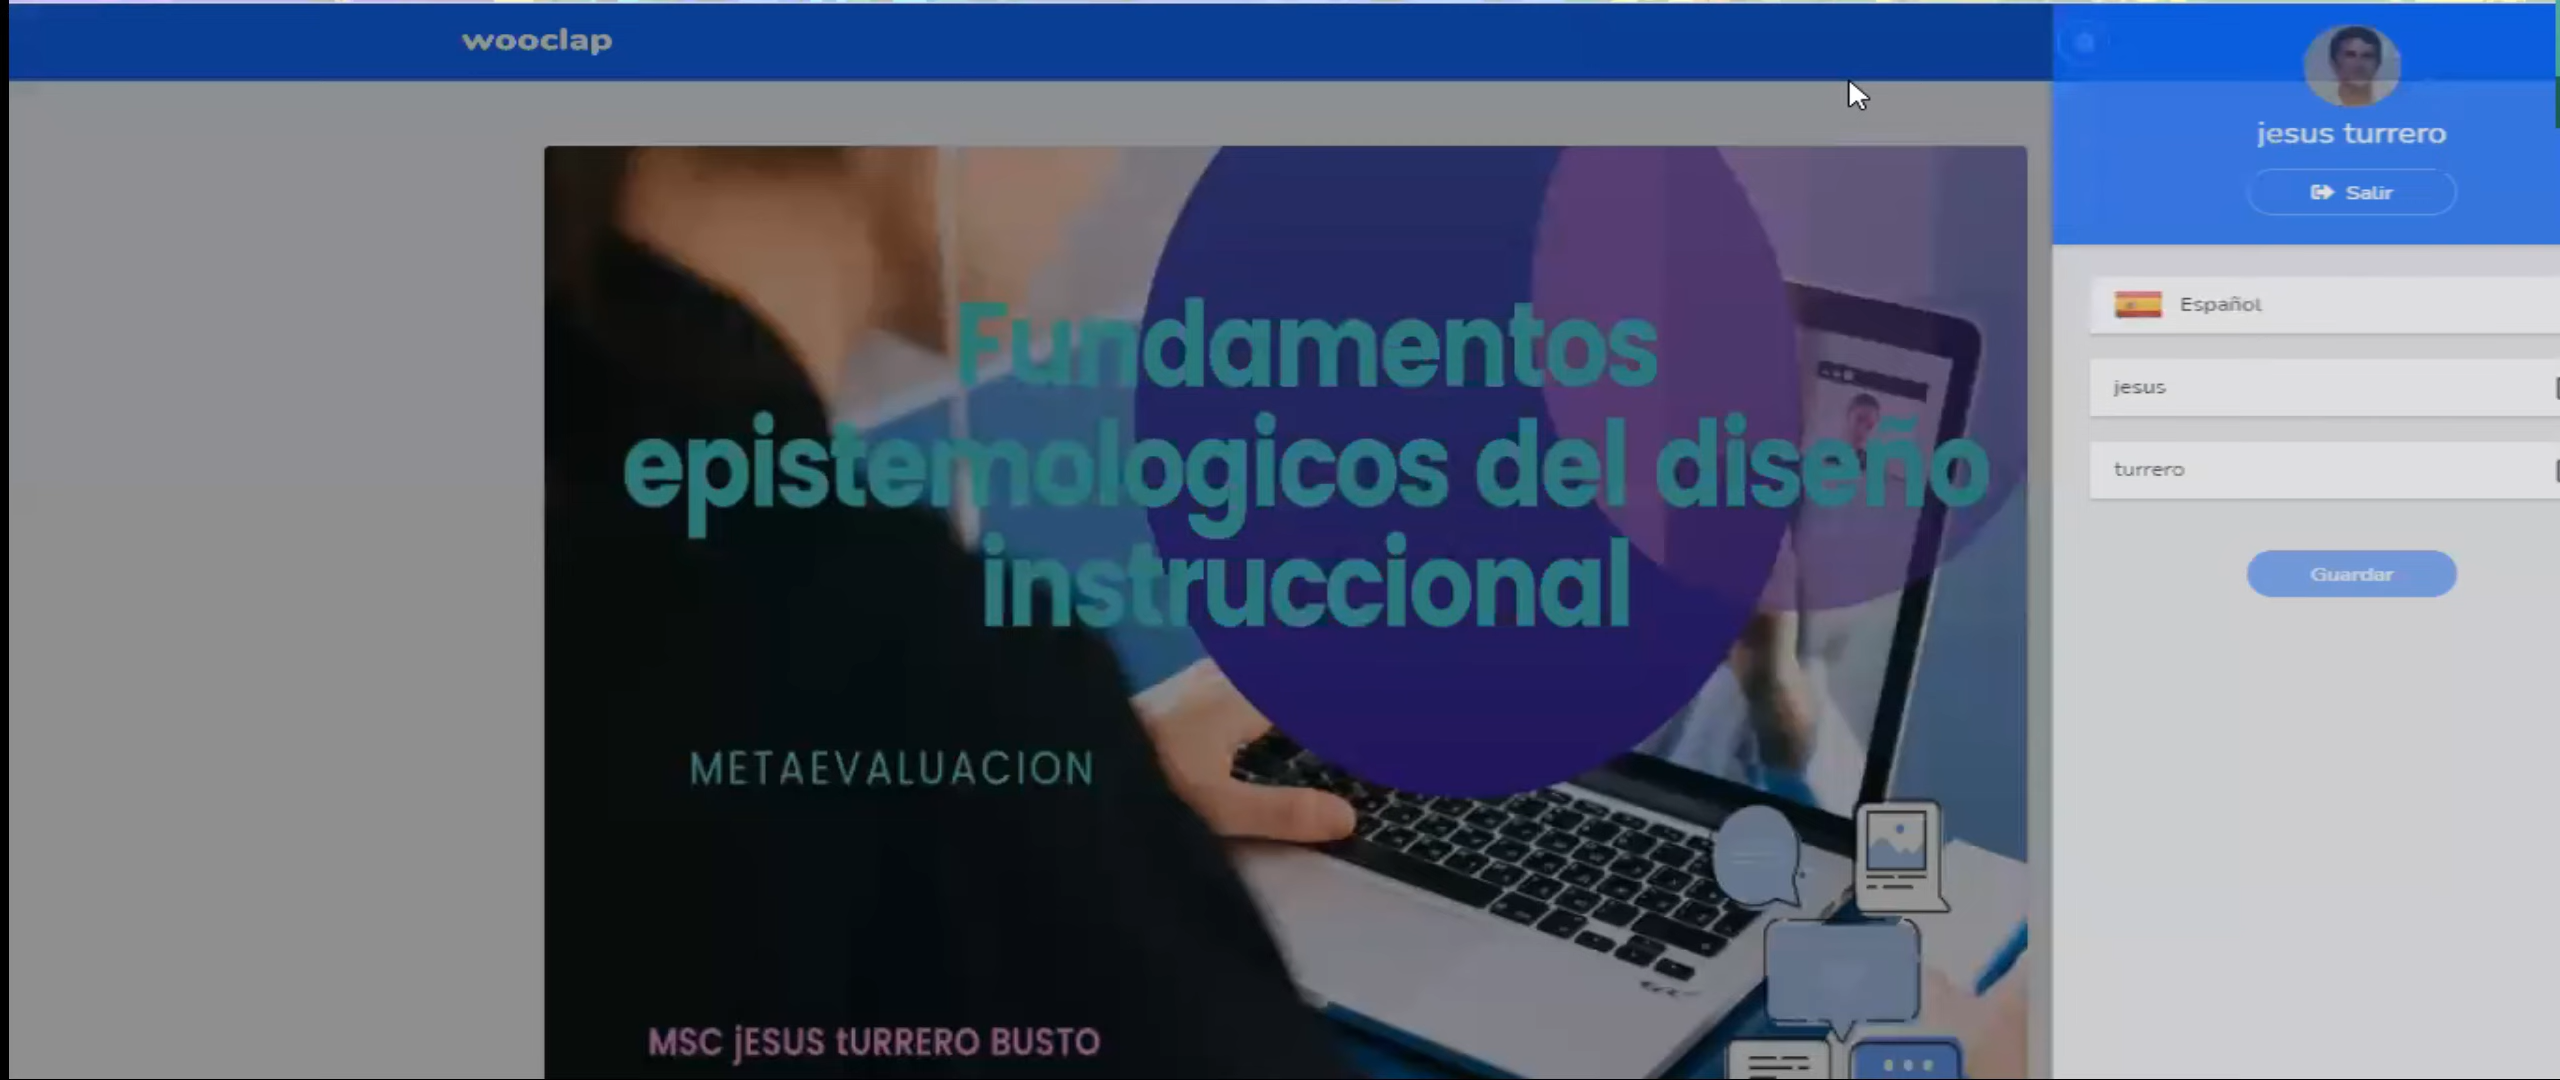 wooclap
jesus turrero
Salir
Español
jesus
turrero
Guardar
Fundamentos
epistemologicos del diseño
instruccional
METAEVALUACION
MSC jESUS tURRERO BUSTO